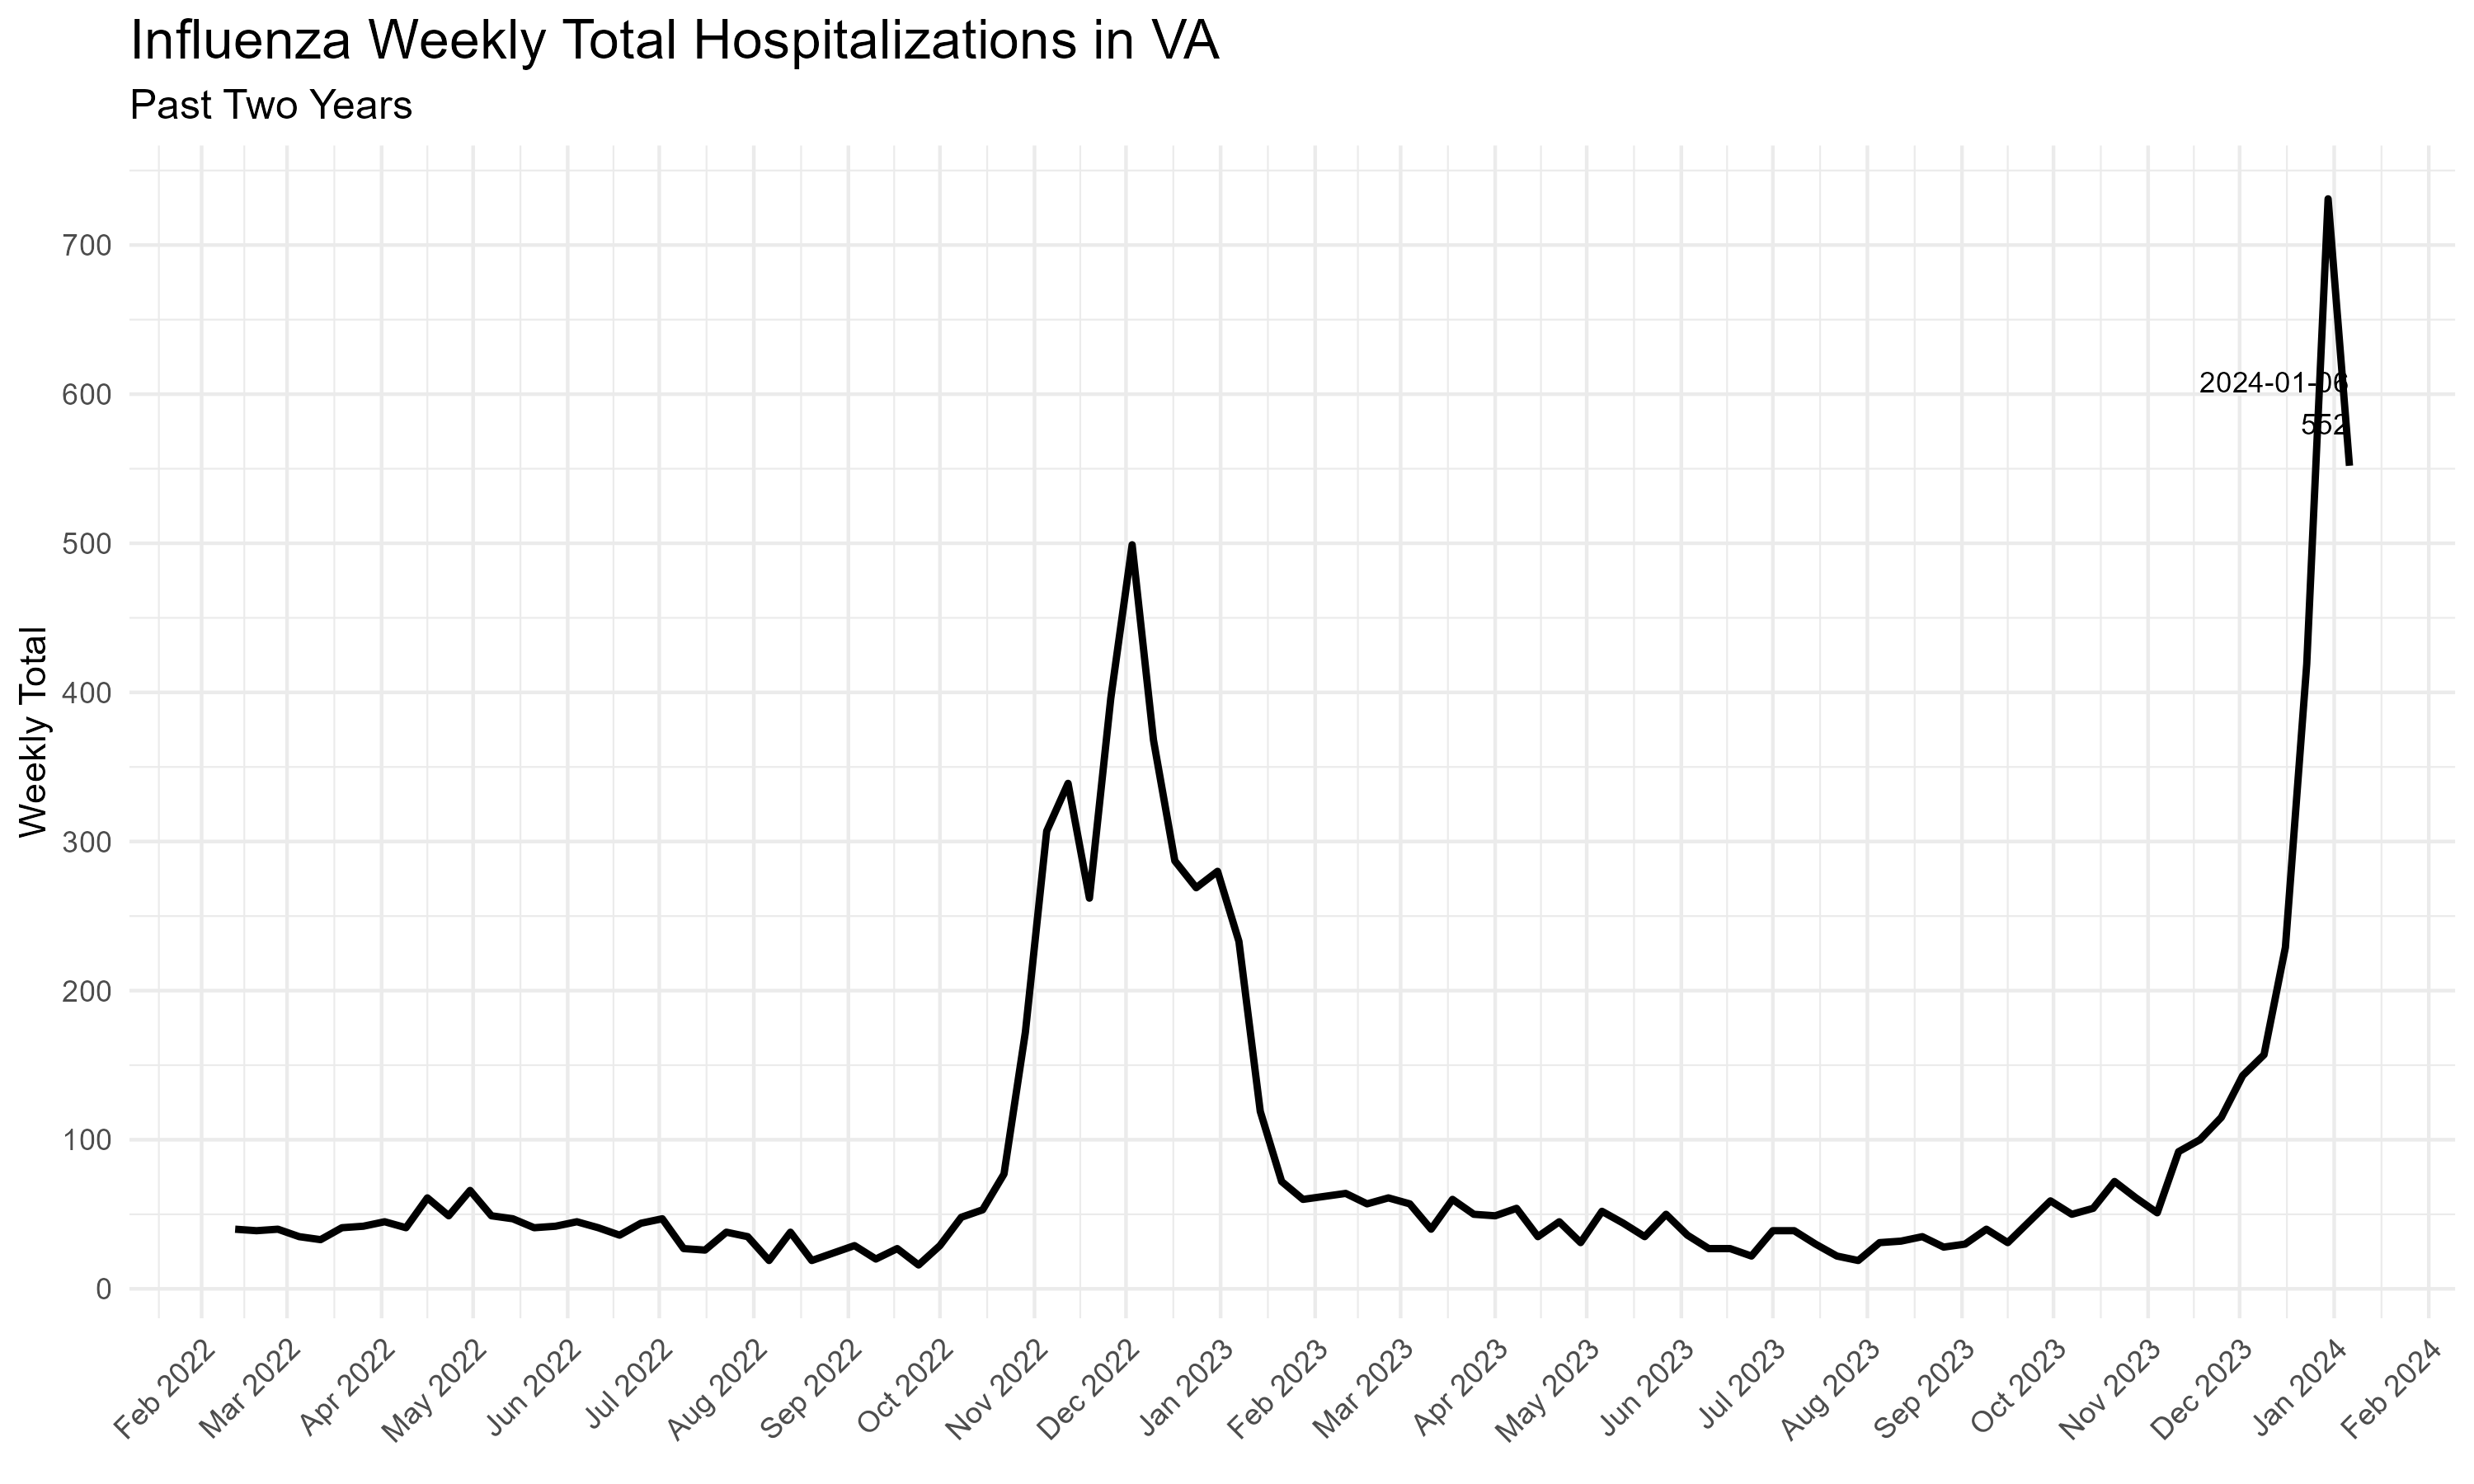 Influenza Weekly Total Hospitalizations in VA
Past Two Years
Weekly Total
700
600
500
400
300
200
100
0
2024-01-06
552
Feb 2022
Mar 2022
Apr 2022
May 2022
Jun 2022
Jul 2022
Aug 2022
Sep 2022
Oct 2022
Nov 2022
Dec 2022
Jan 2023
Feb 2023
Mar 2023
Apr 2023
May 2023
Jun 2023
Jul 2023
Aug 2023
Sep 2023
Oct 2023
Nov 2023
Dec 2023
Jan 2024
Feb 2024